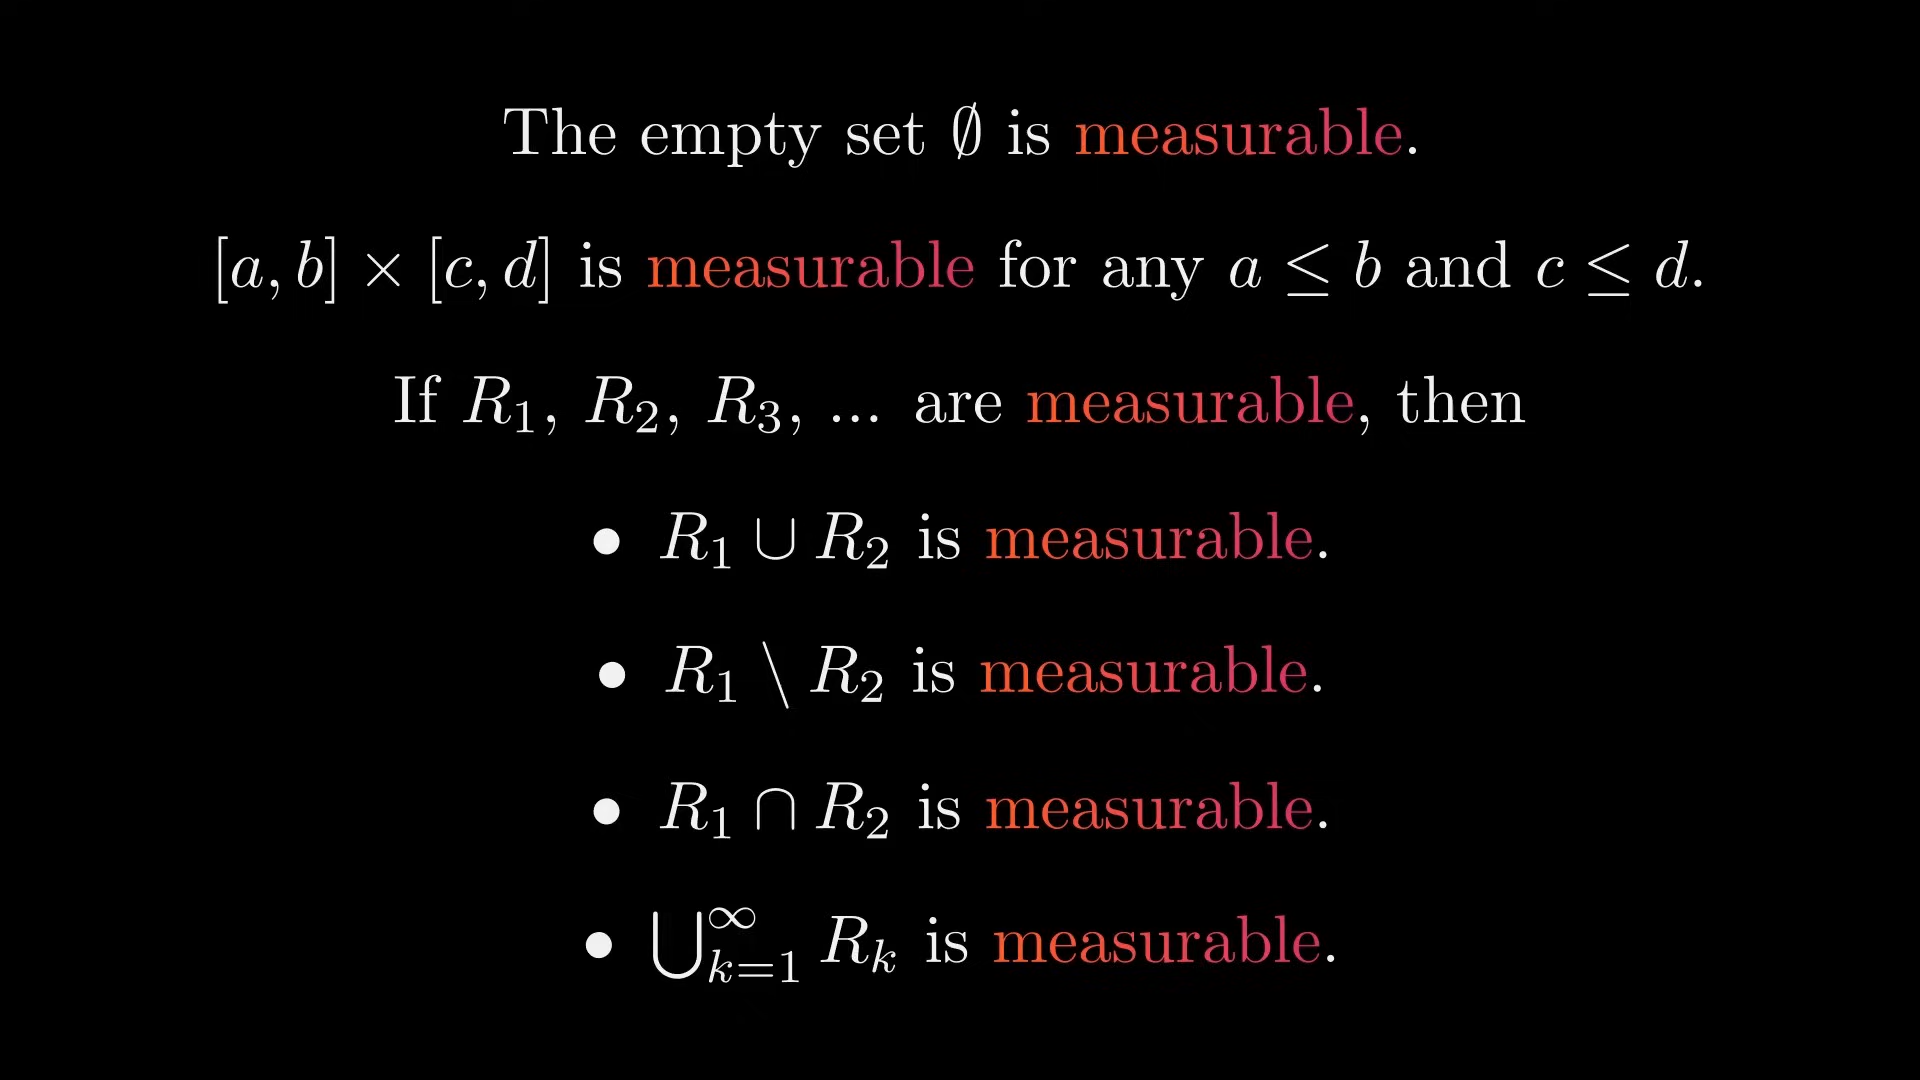 The empty set ∅ is measurable.
[a, b] × [c, d] is measurable for any a ≤ b and c ≤ d.
If R₁, R₂, R₃, ... are measurable, then
• R₁ ∪ R₂ is measurable.
• R₁ \ R₂ is measurable.
• R₁ ∩ R₂ is measurable.
• ⋃_{k=1}^{∞} R_k is measurable.